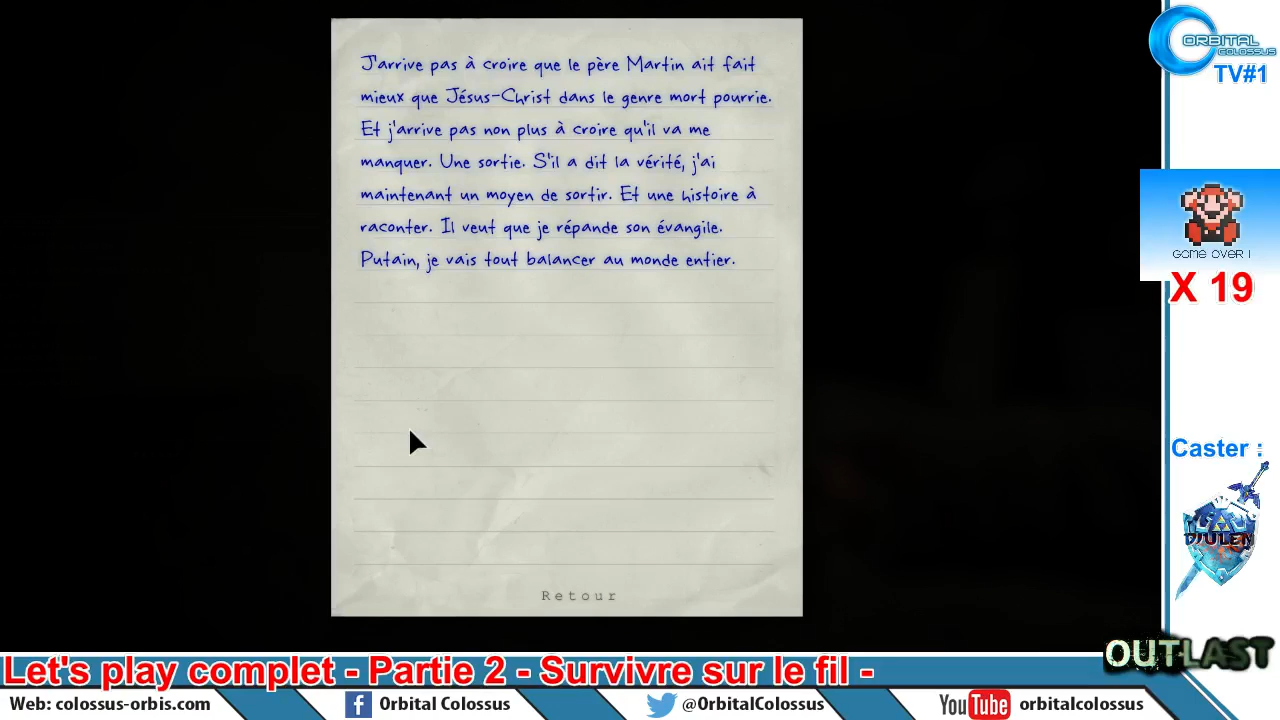 J'arrive pas à croire que le père Martin ait fait
mieux que Jésus-Christ dans le genre mort pourrie.
Et j'arrive pas non plus à croire qu'il va me
manquer. Une sortie. S'il a dit la vérité, j'ai
maintenant un moyen de sortir. Et une histoire à
raconter. Il veut que je répande son évangile.
Putain, je vais tout balancer au monde entier.
Retour
ORBITAL
COLOSSUS
TV#1
GAME OVER !
X 19
Caster :
DJULEN
OUTLAST
Let's play complet - Partie 2 - Survivre sur le fil -
Web: colossus-orbis.com
Orbital Colossus
@OrbitalColossus
YouTube
orbitalcolossus